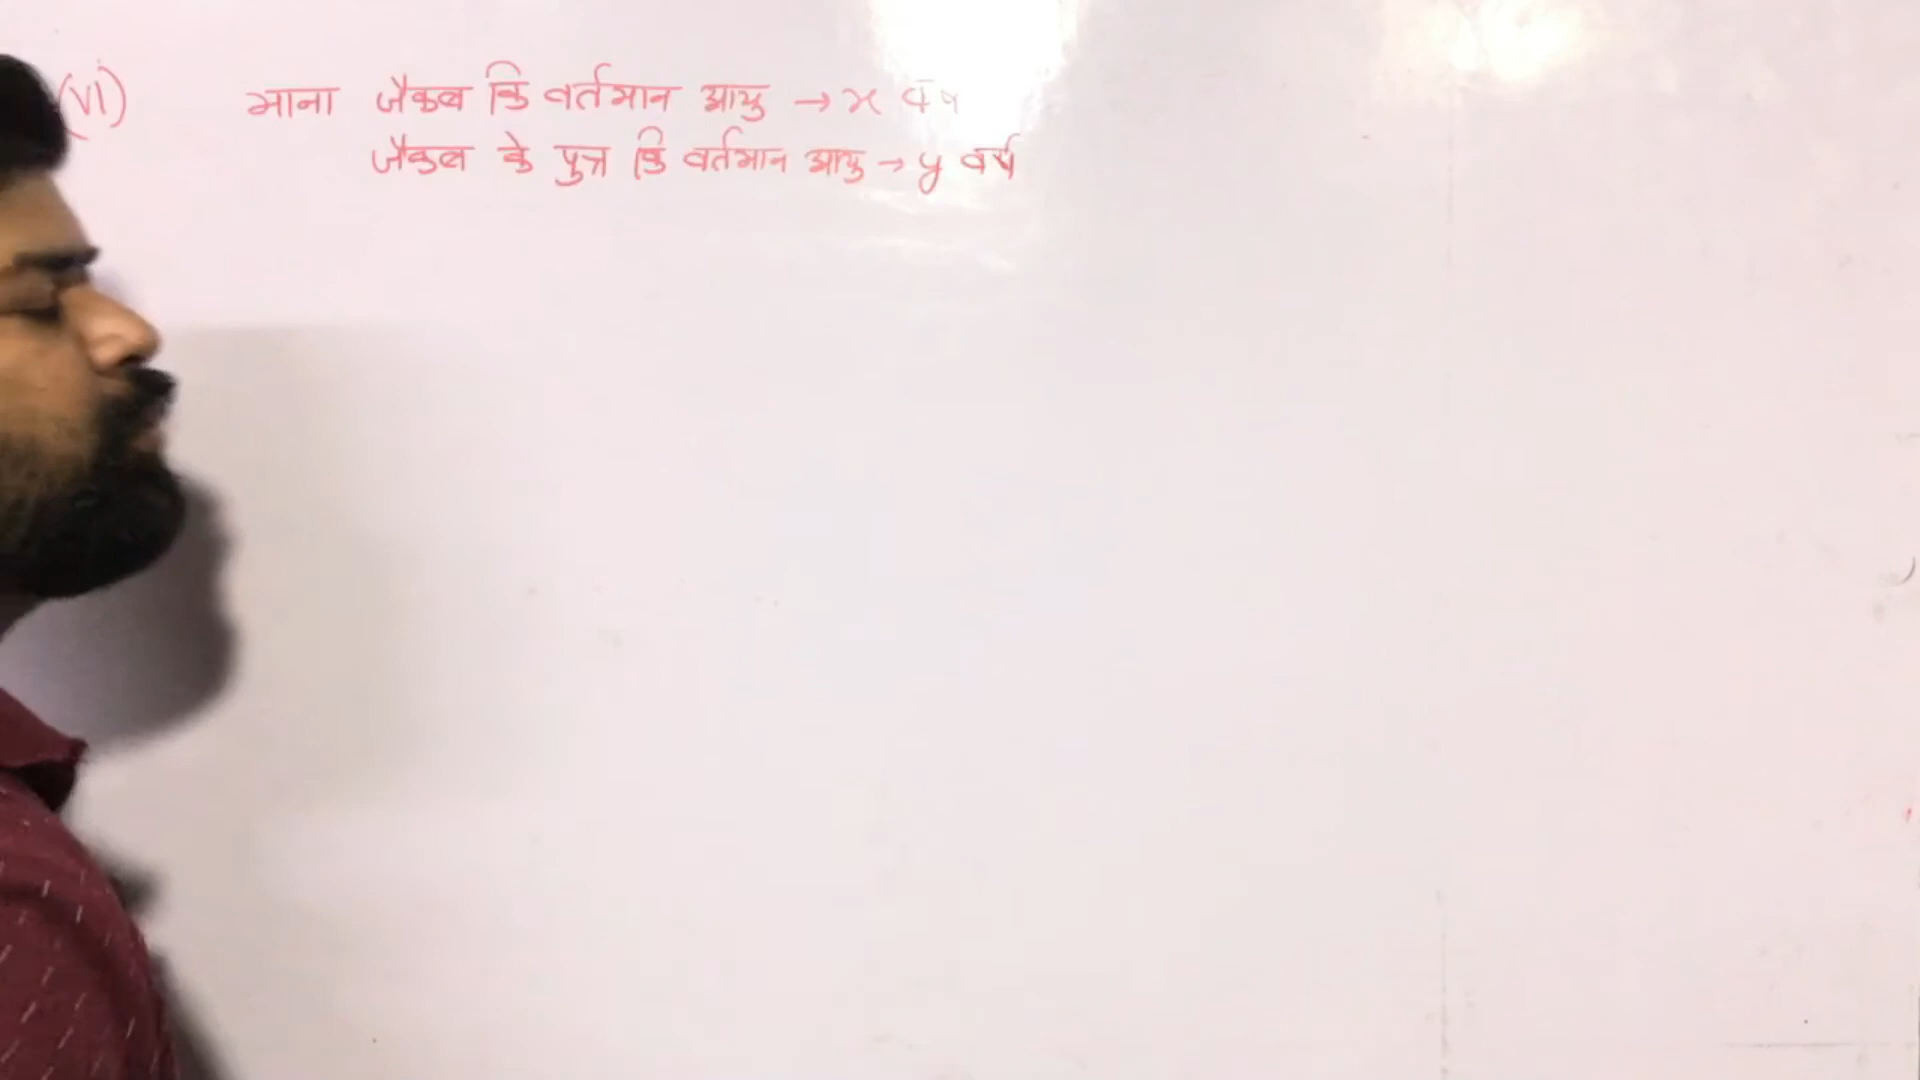 (vi) माना जैकब कि वर्तमान आयु → x वर्ष
जैकब के पुत्र कि वर्तमान आयु → y वर्ष